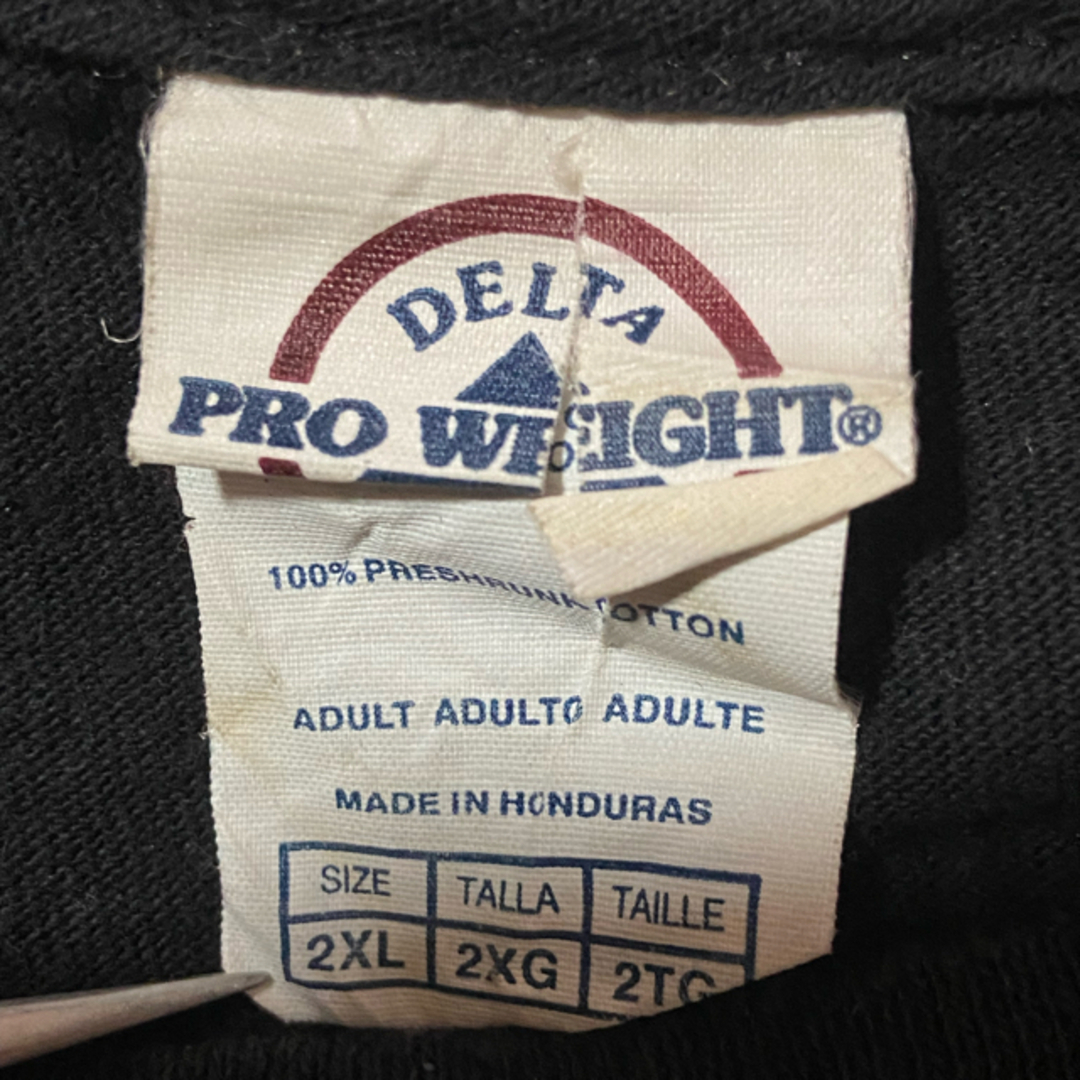 DELTA
PRO WEIGHT®
100% PRESHRUNK COTTON
ADULT ADULTO ADULTE
MADE IN HONDURAS
SIZE TALLA TAILLE
2XL 2XG 2TG